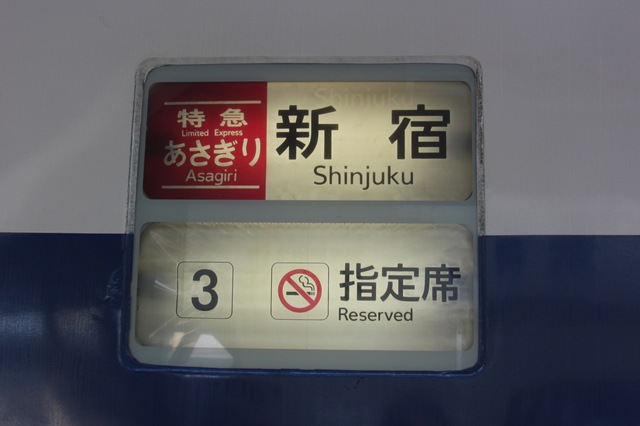 特急
Limited Express
あさぎり
Asagiri
新宿
Shinjuku
3
指定席
Reserved